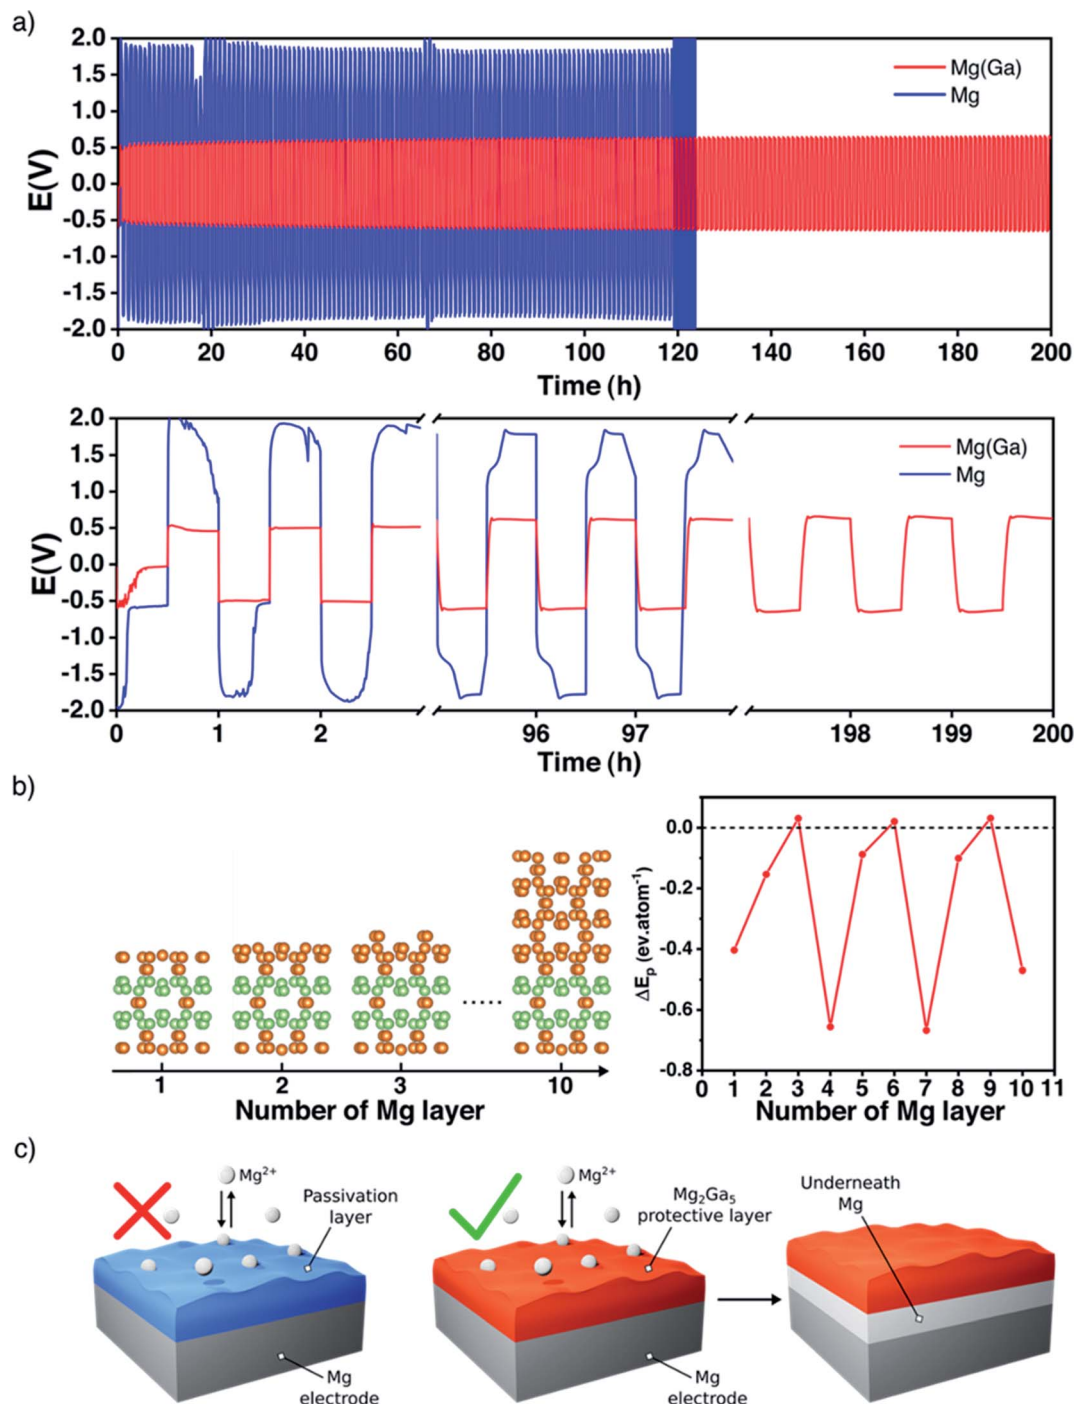 a)
2.0
1.5
1.0
0.5
0.0
-0.5
-1.0
-1.5
-2.0
E(V)
Mg(Ga)
Mg
0 20 40 60 80 100 120 140 160 180 200
Time (h)
2.0
1.5
1.0
0.5
0.0
-0.5
-1.0
-1.5
-2.0
E(V)
Mg(Ga)
Mg
0 1 2 96 97 198 199 200
Time (h)
b)
1 2 3 10
Number of Mg layer
0.0
-0.2
-0.4
-0.6
-0.8
ΔEp (ev.atom-1)
0 1 2 3 4 5 6 7 8 9 10 11
Number of Mg layer
c)
Mg2+
Passivation
layer
Mg
electrode
Mg2+
Mg2Ga5
protective layer
Mg
electrode
Underneath
Mg